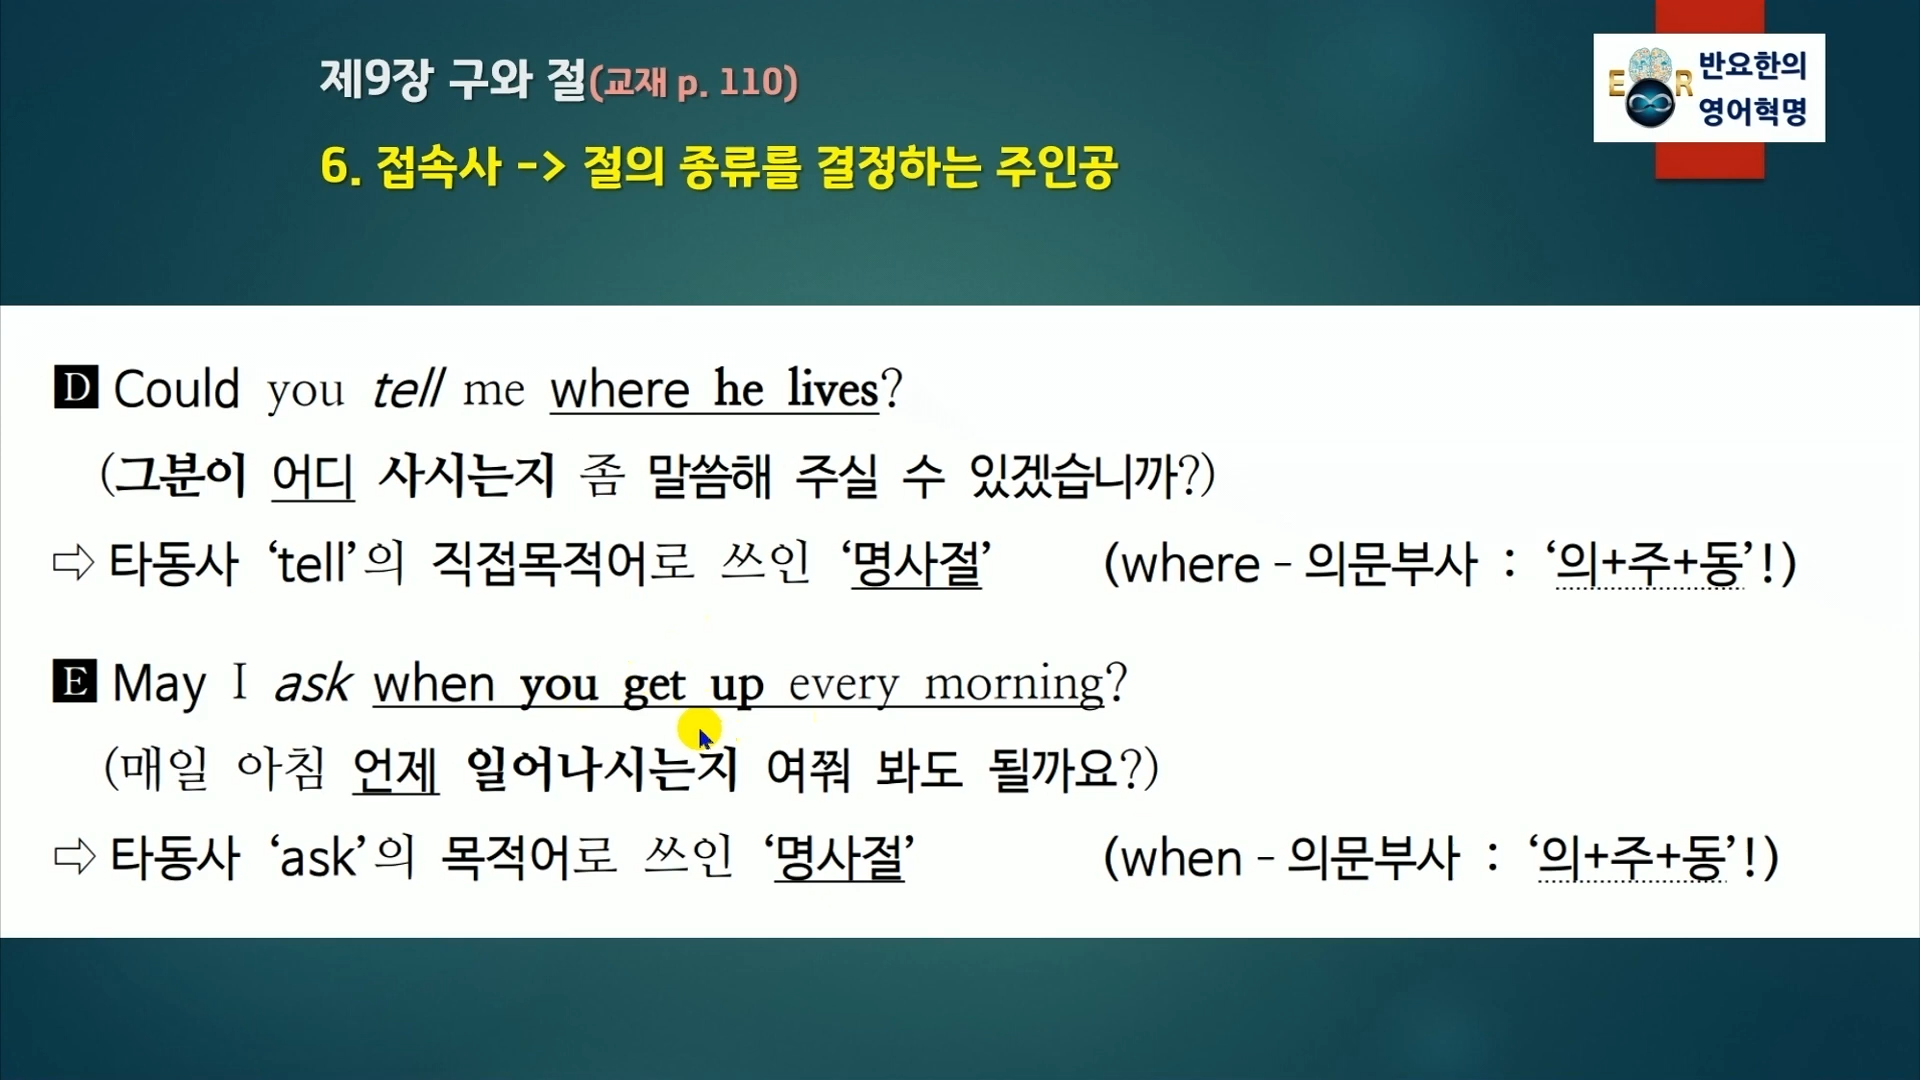 제9장 구와 절(교재 p. 110)
6. 접속사 -> 절의 종류를 결정하는 주인공
E R 반요한의
영어혁명
D Could you tell me where he lives?
(그분이 어디 사시는지 좀 말씀해 주실 수 있겠습니까?)
⇨ 타동사 ‘tell’의 직접목적어로 쓰인 ‘명사절’ (where - 의문부사 : ‘의+주+동’!)
E May I ask when you get up every morning?
(매일 아침 언제 일어나시는지 여쭤 봐도 될까요?)
⇨ 타동사 ‘ask’의 목적어로 쓰인 ‘명사절’ (when - 의문부사 : ‘의+주+동’!)